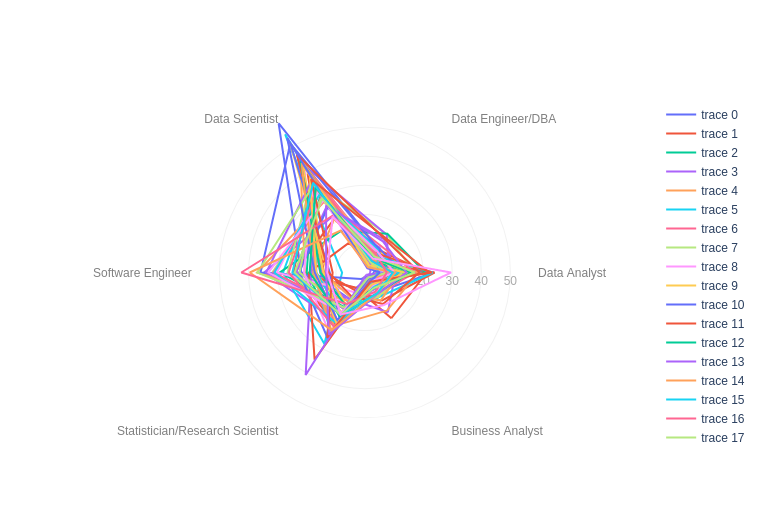 Data Scientist
Data Engineer/DBA
Software Engineer
Data Analyst
30
40
50
Statistician/Research Scientist
Business Analyst
trace 0
trace 1
trace 2
trace 3
trace 4
trace 5
trace 6
trace 7
trace 8
trace 9
trace 10
trace 11
trace 12
trace 13
trace 14
trace 15
trace 16
trace 17